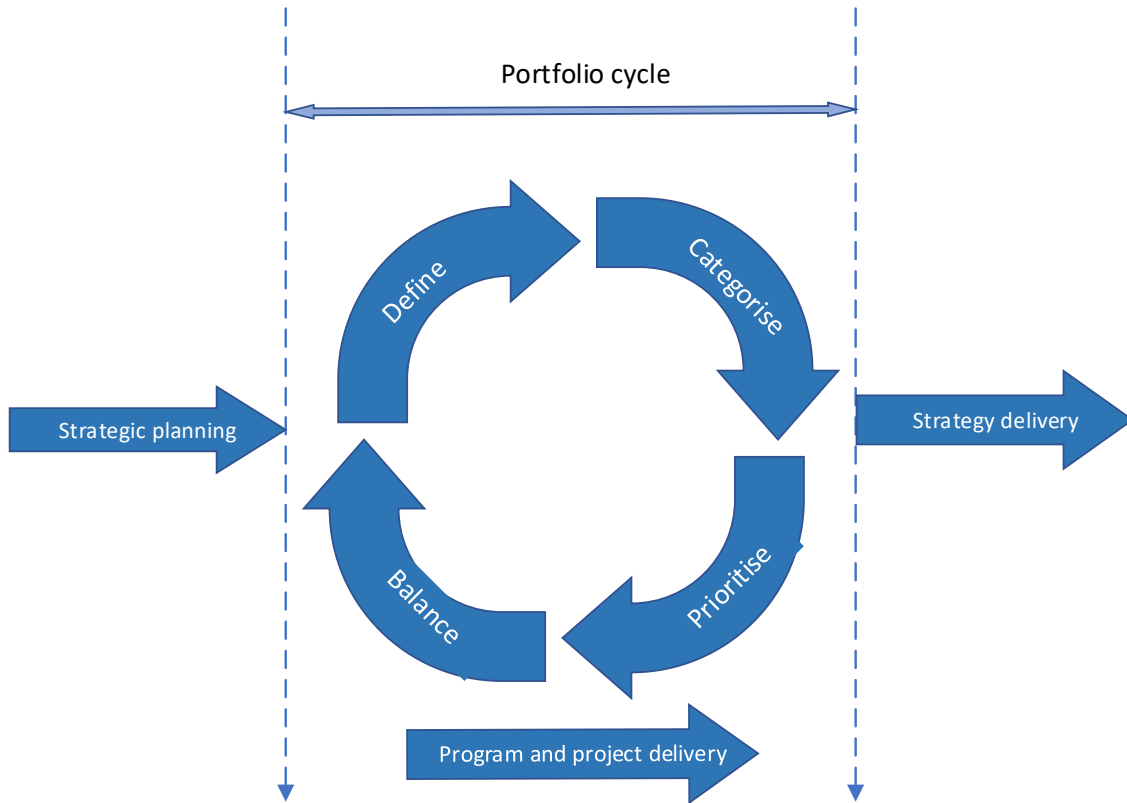 Portfolio cycle
Define
Categorise
Strategic planning
Strategy delivery
Balance
Prioritise
Program and project delivery